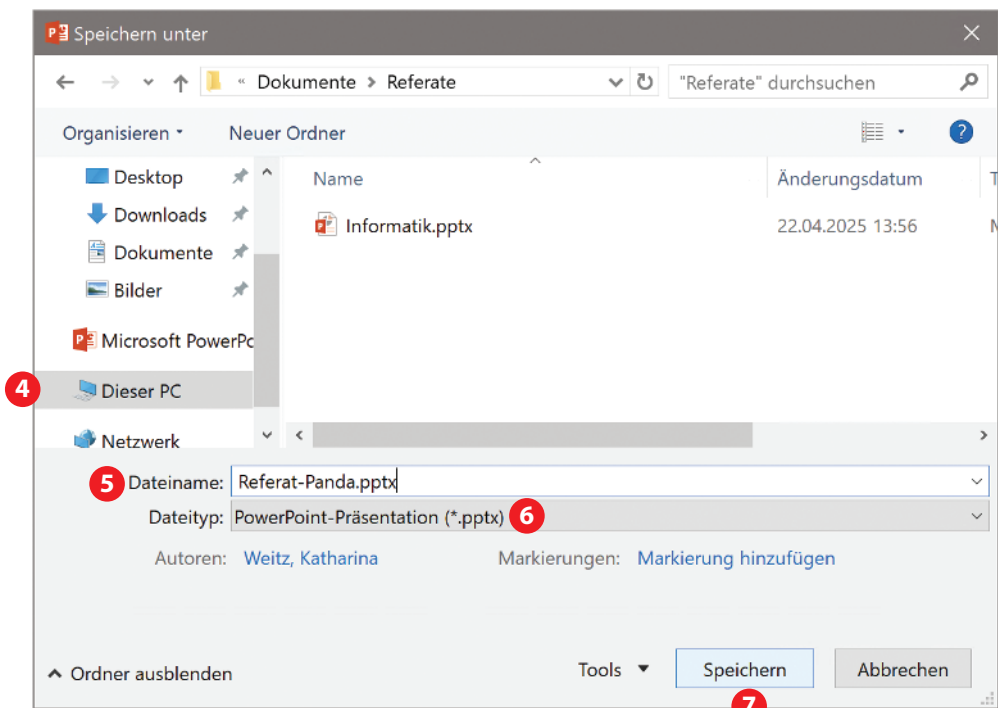 Speichern unter
« Dokumente > Referate
"Referate" durchsuchen
Organisieren
Neuer Ordner
?
Desktop
Downloads
Dokumente
Bilder
Microsoft PowerPo
4 Dieser PC
Netzwerk
Name Änderungsdatum T
Informatik.pptx 22.04.2025 13:56 M
5 Dateiname: Referat-Panda.pptx
Dateityp: PowerPoint-Präsentation (*.pptx) 6
Autoren: Weitz, Katharina Markierungen: Markierung hinzufügen
Ordner ausblenden Tools Speichern Abbrechen
7